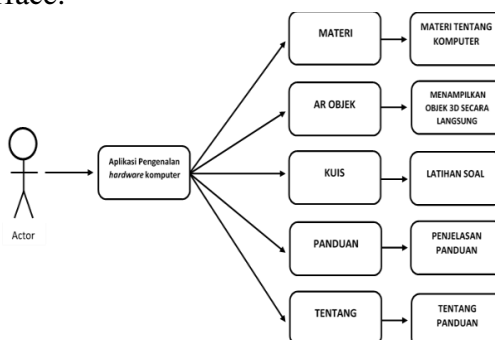 rface.
MATERI
MATERI TENTANG
KOMPUTER
AR OBJEK
MENAMPILKAN
OBJEK 3D SECARA
LANGSUNG
Aplikasi Pengenalan
hardware komputer
KUIS
LATIHAN SOAL
Actor
PANDUAN
PENJELASAN
PANDUAN
TENTANG
TENTANG
PANDUAN